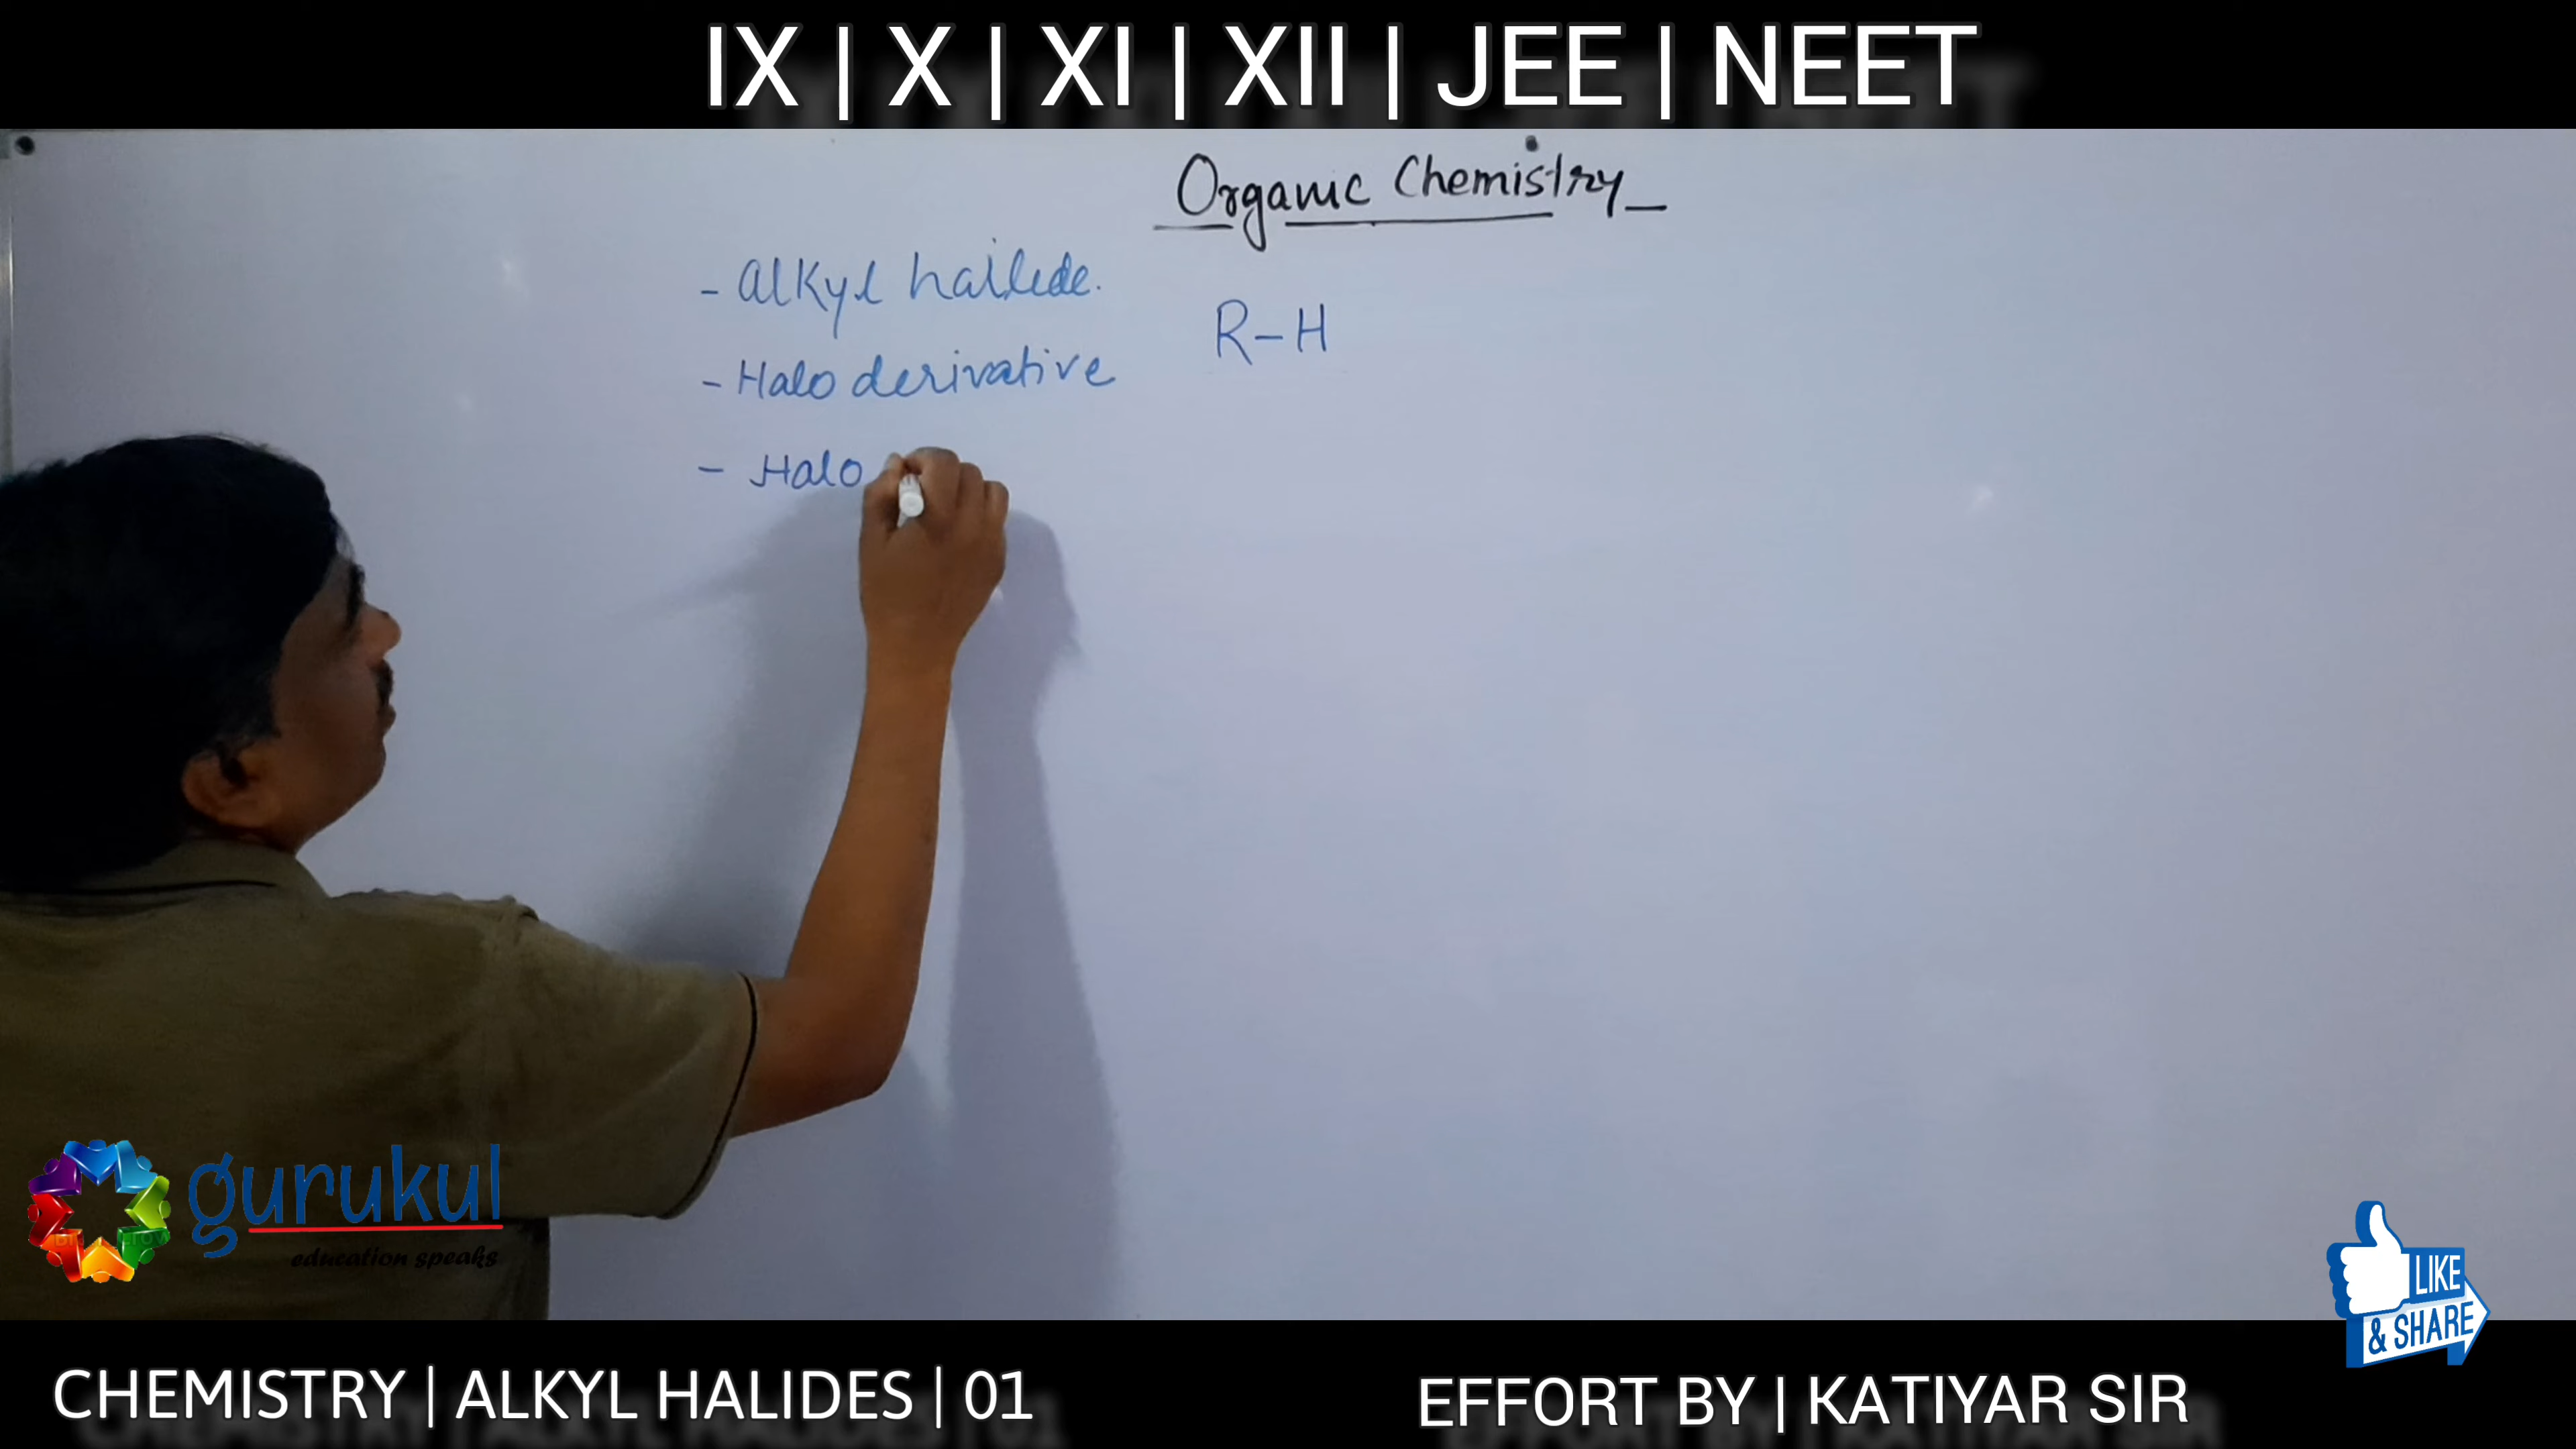 IX | X | XI | XII | JEE | NEET
Organic Chemistry
- Alkyl hailide.
- Halo derivative
- Halo
R-H
gurukul
education speaks
LIKE
& SHARE
CHEMISTRY | ALKYL HALIDES | 01
EFFORT BY | KATIYAR SIR